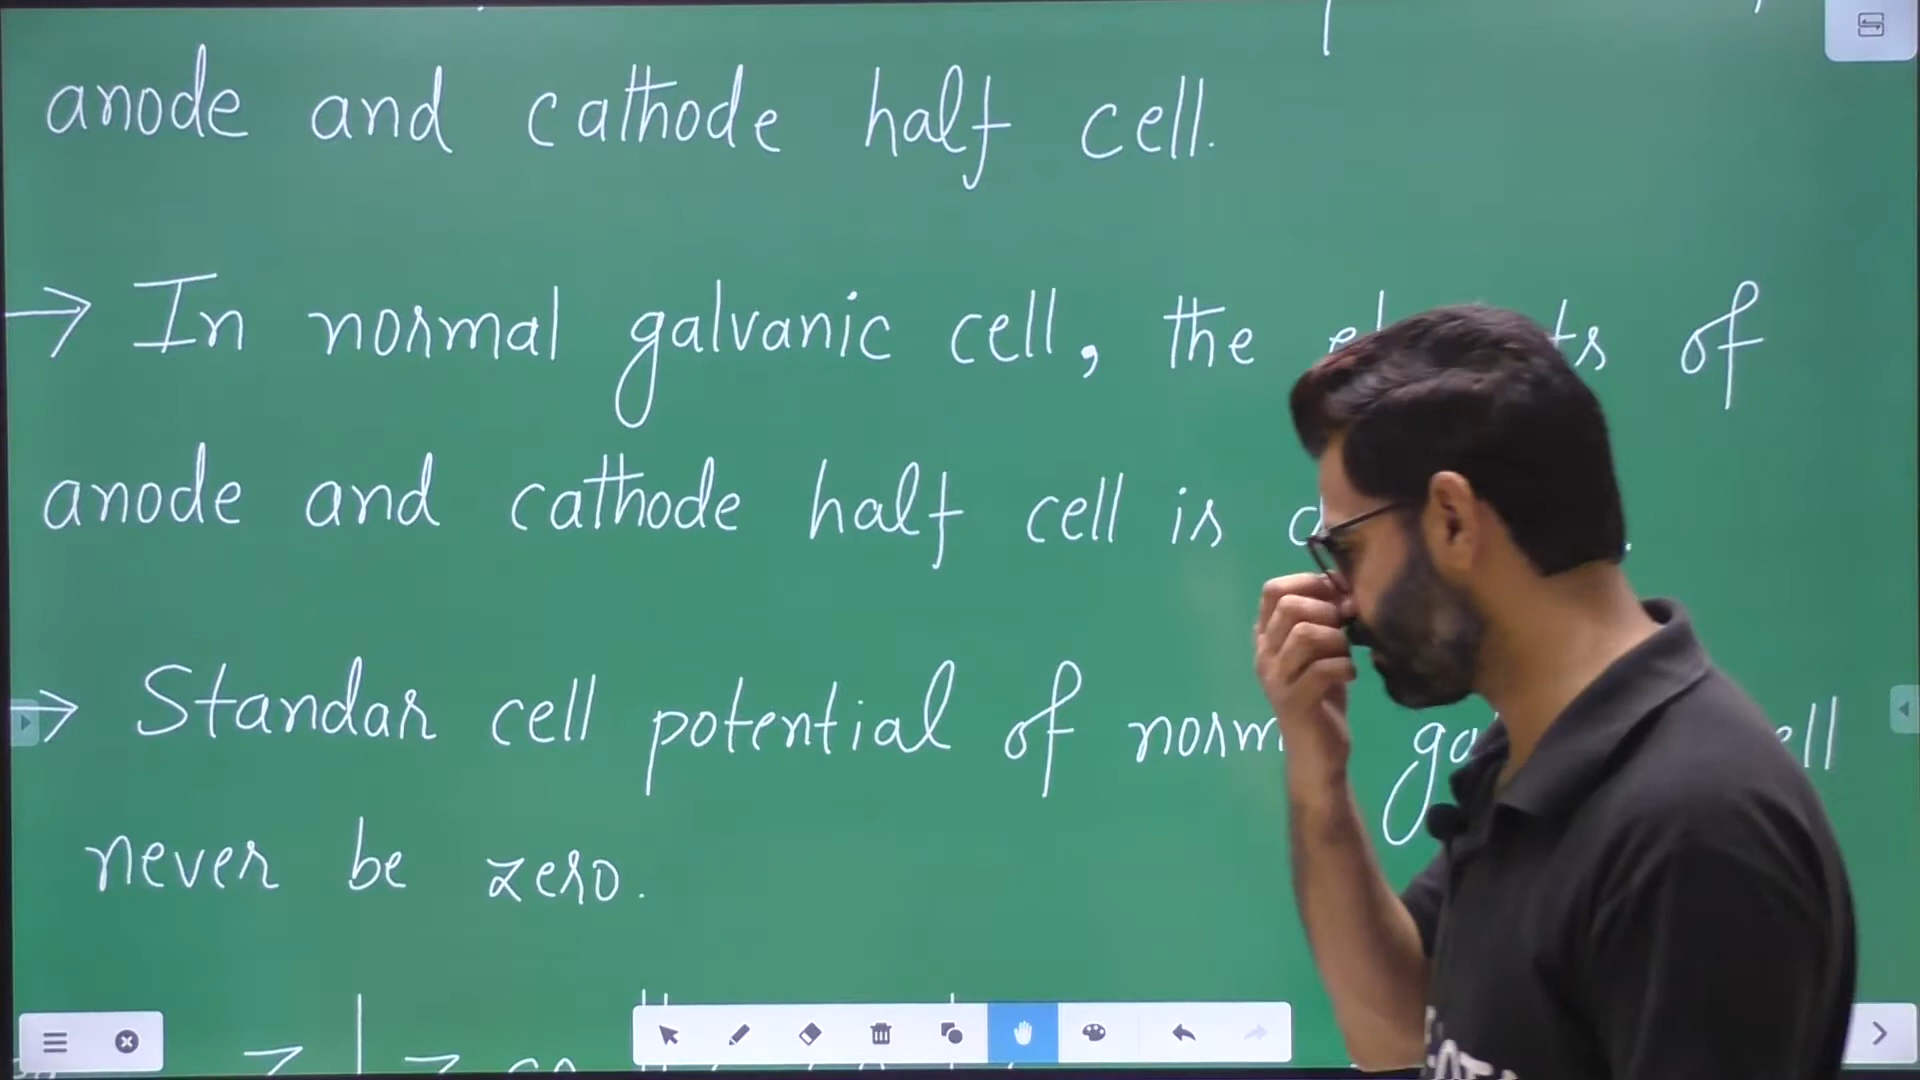 anode and cathode half cell.
→ In normal galvanic cell, the of
anode and cathode half cell is
→ Standar cell potential of
never be zero.